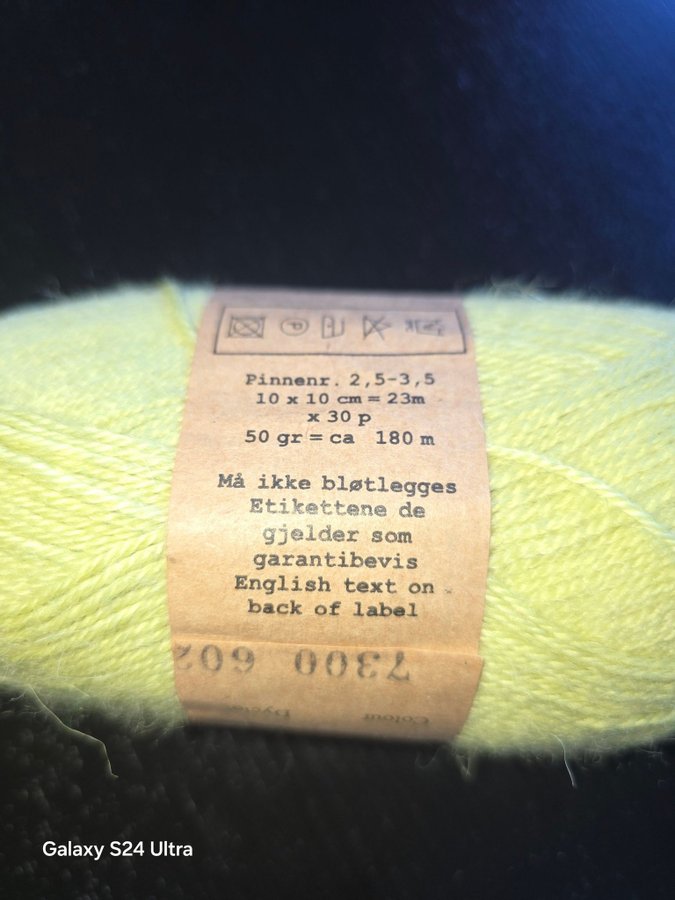 P
Pinnenr. 2,5-3,5
10 x 10 cm = 23m
x 30 p
50 gr = ca 180 m
Må ikke bløtlegges
Etikettene de
gjelder som
garantibevis
English text on
back of label
7300 602
Colour
Galaxy S24 Ultra